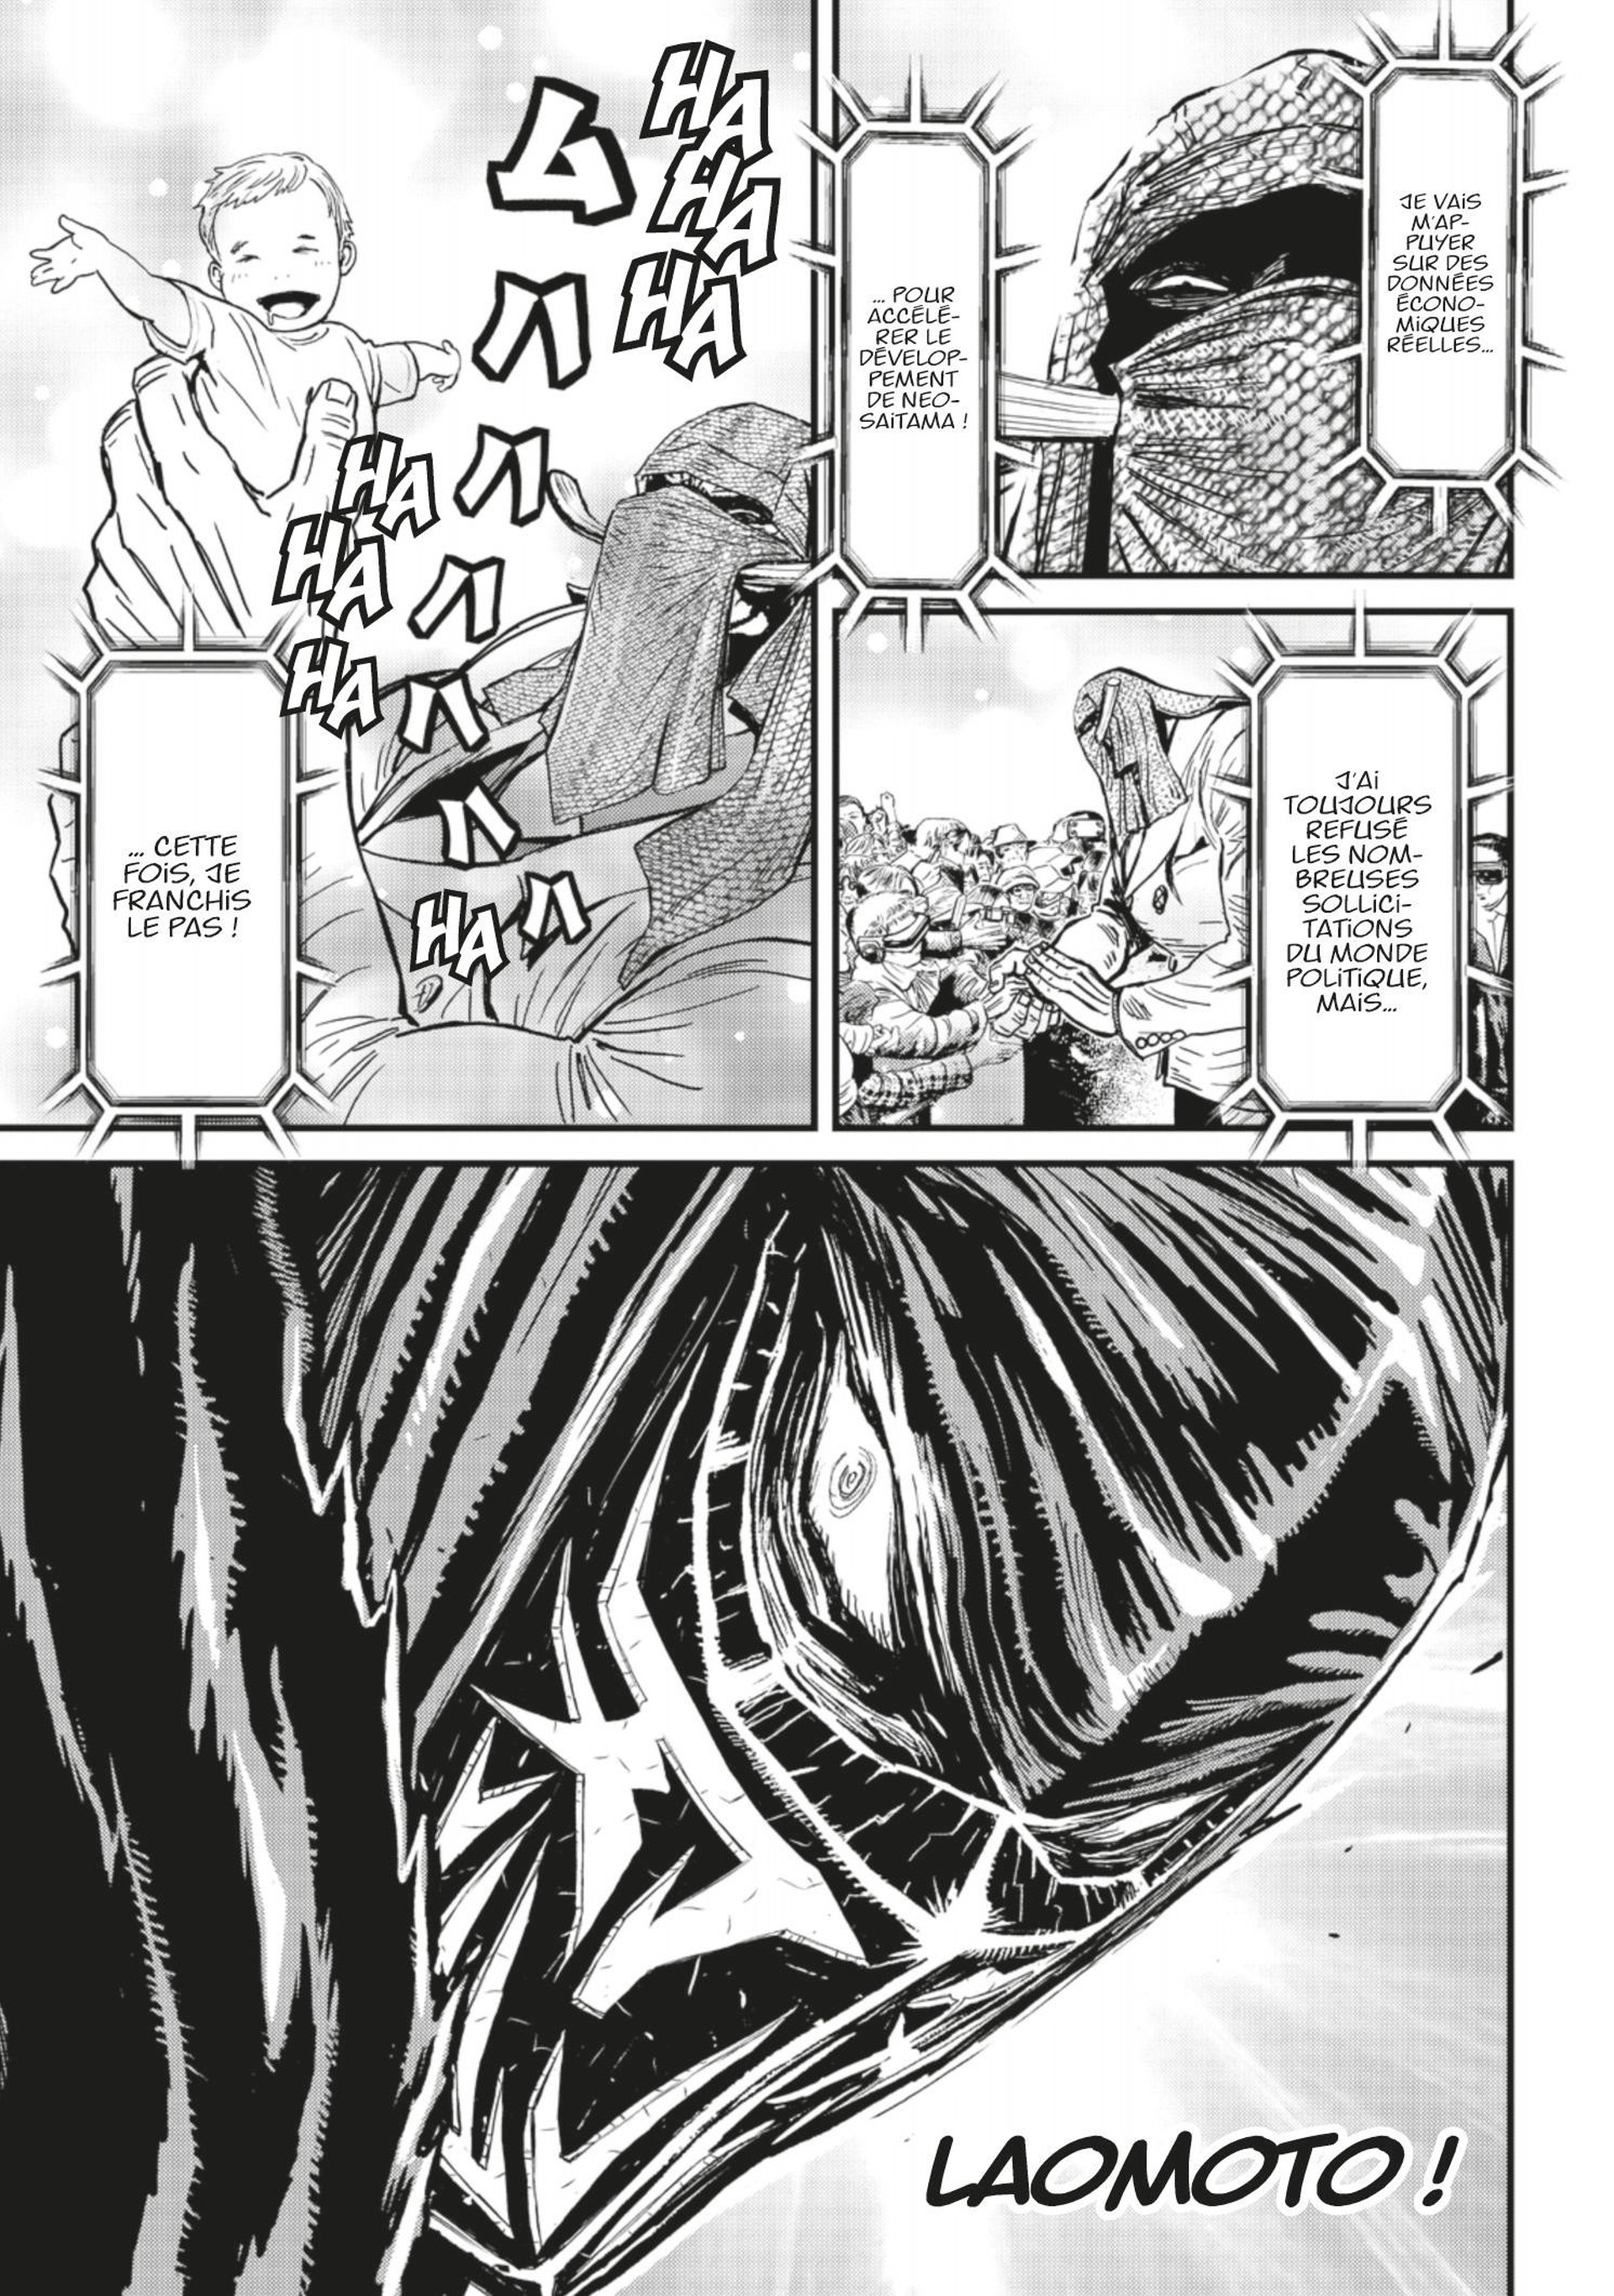 JE VAIS
M'AP-
PUYER
SUR DES
DONNÉES
ÉCONO-
MIQUES
RÉELLES...
... POUR
ACCÉLÉ-
RER LE
DÉVELOP-
PEMENT
DE NEO-
SAITAMA !
J'AI
TOUJOURS
REFUSÉ
LES NOM-
BREUSES
SOLLICI-
TATIONS
DU MONDE
POLITIQUE,
MAIS...
HA
HA
HA
ム
ハ
ハ
ハ
ハ
ハ
ハ
HA
HA
HA
HA
... CETTE
FOIS, JE
FRANCHIS
LE PAS !
LAOMOTO !